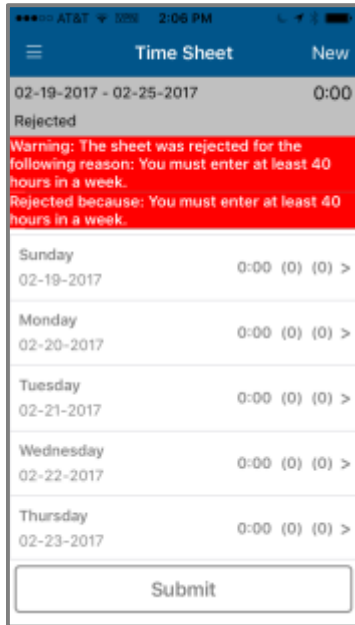 AT&T 2:06 PM
Time Sheet New
02-19-2017 - 02-25-2017 0:00
Rejected
Warning: The sheet was rejected for the
following reason: You must enter at least 40
hours in a week.
Rejected because: You must enter at least 40
hours in a week.
Sunday
02-19-2017 0:00 (0) (0) >
Monday
02-20-2017 0:00 (0) (0) >
Tuesday
02-21-2017 0:00 (0) (0) >
Wednesday
02-22-2017 0:00 (0) (0) >
Thursday
02-23-2017 0:00 (0) (0) >
Submit